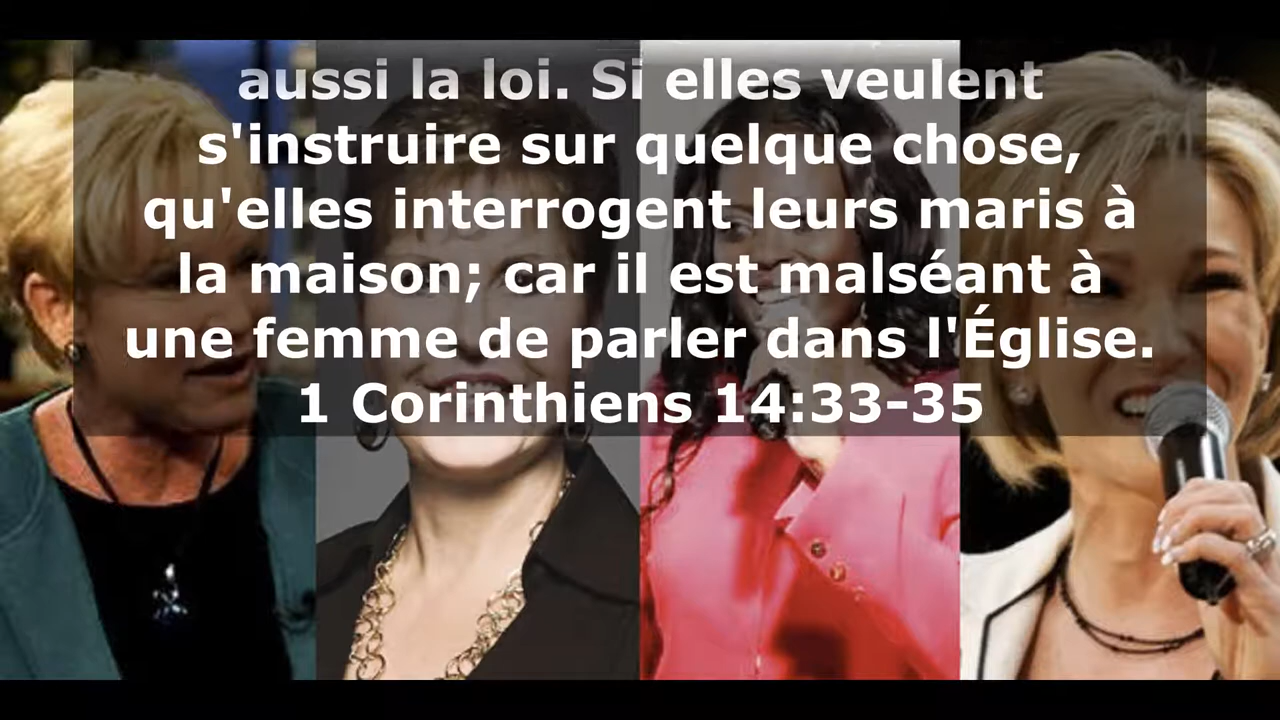 aussi la loi. Si elles veulent
s'instruire sur quelque chose,
qu'elles interrogent leurs maris à
la maison; car il est malséant à
une femme de parler dans l'Église.
1 Corinthiens 14:33-35